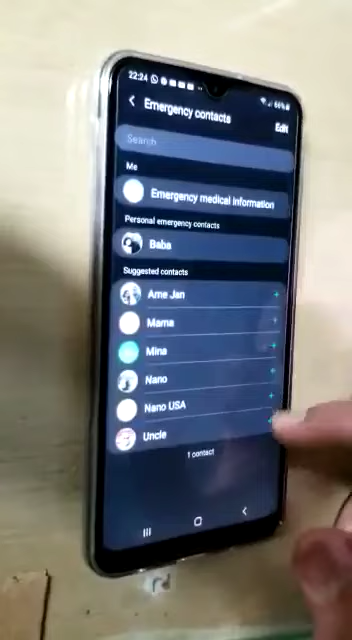 22:24
66%
Emergency contacts
Edit
Search
Me
Emergency medical information
Personal emergency contacts
Baba
Suggested contacts
Ame Jan
Mama
Mina
Nano
Nano USA
Uncle
1 contact